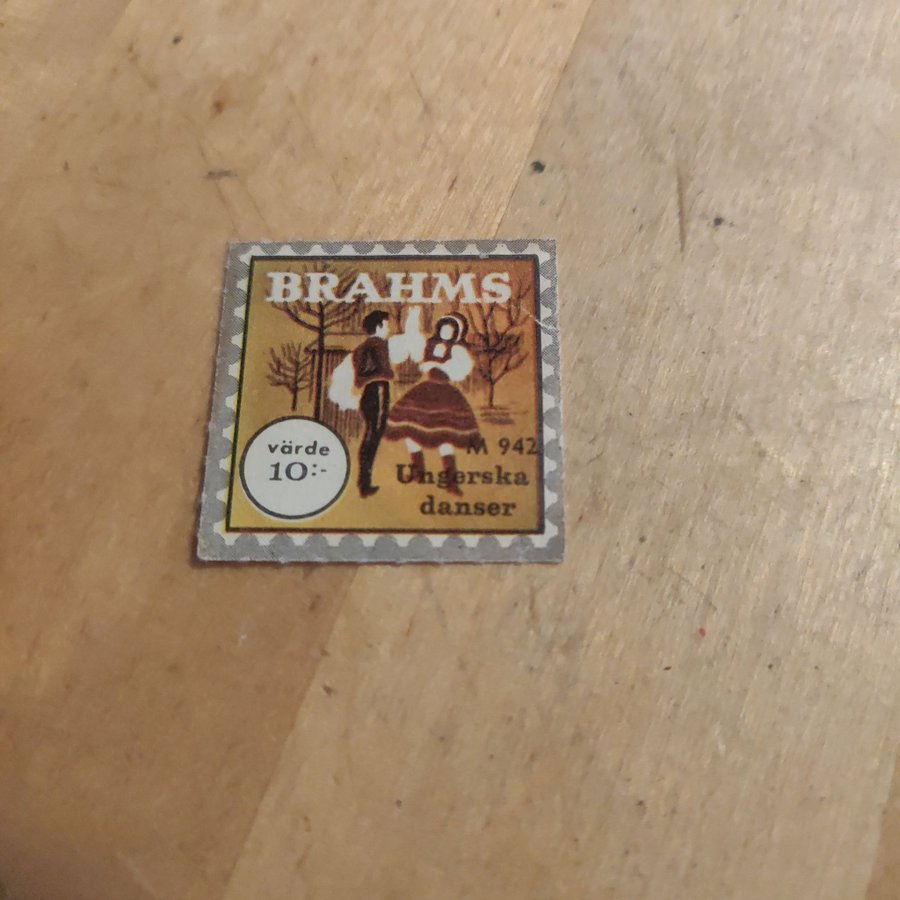 BRAHMS
värde
10:-
M 942
Ungerska
danser